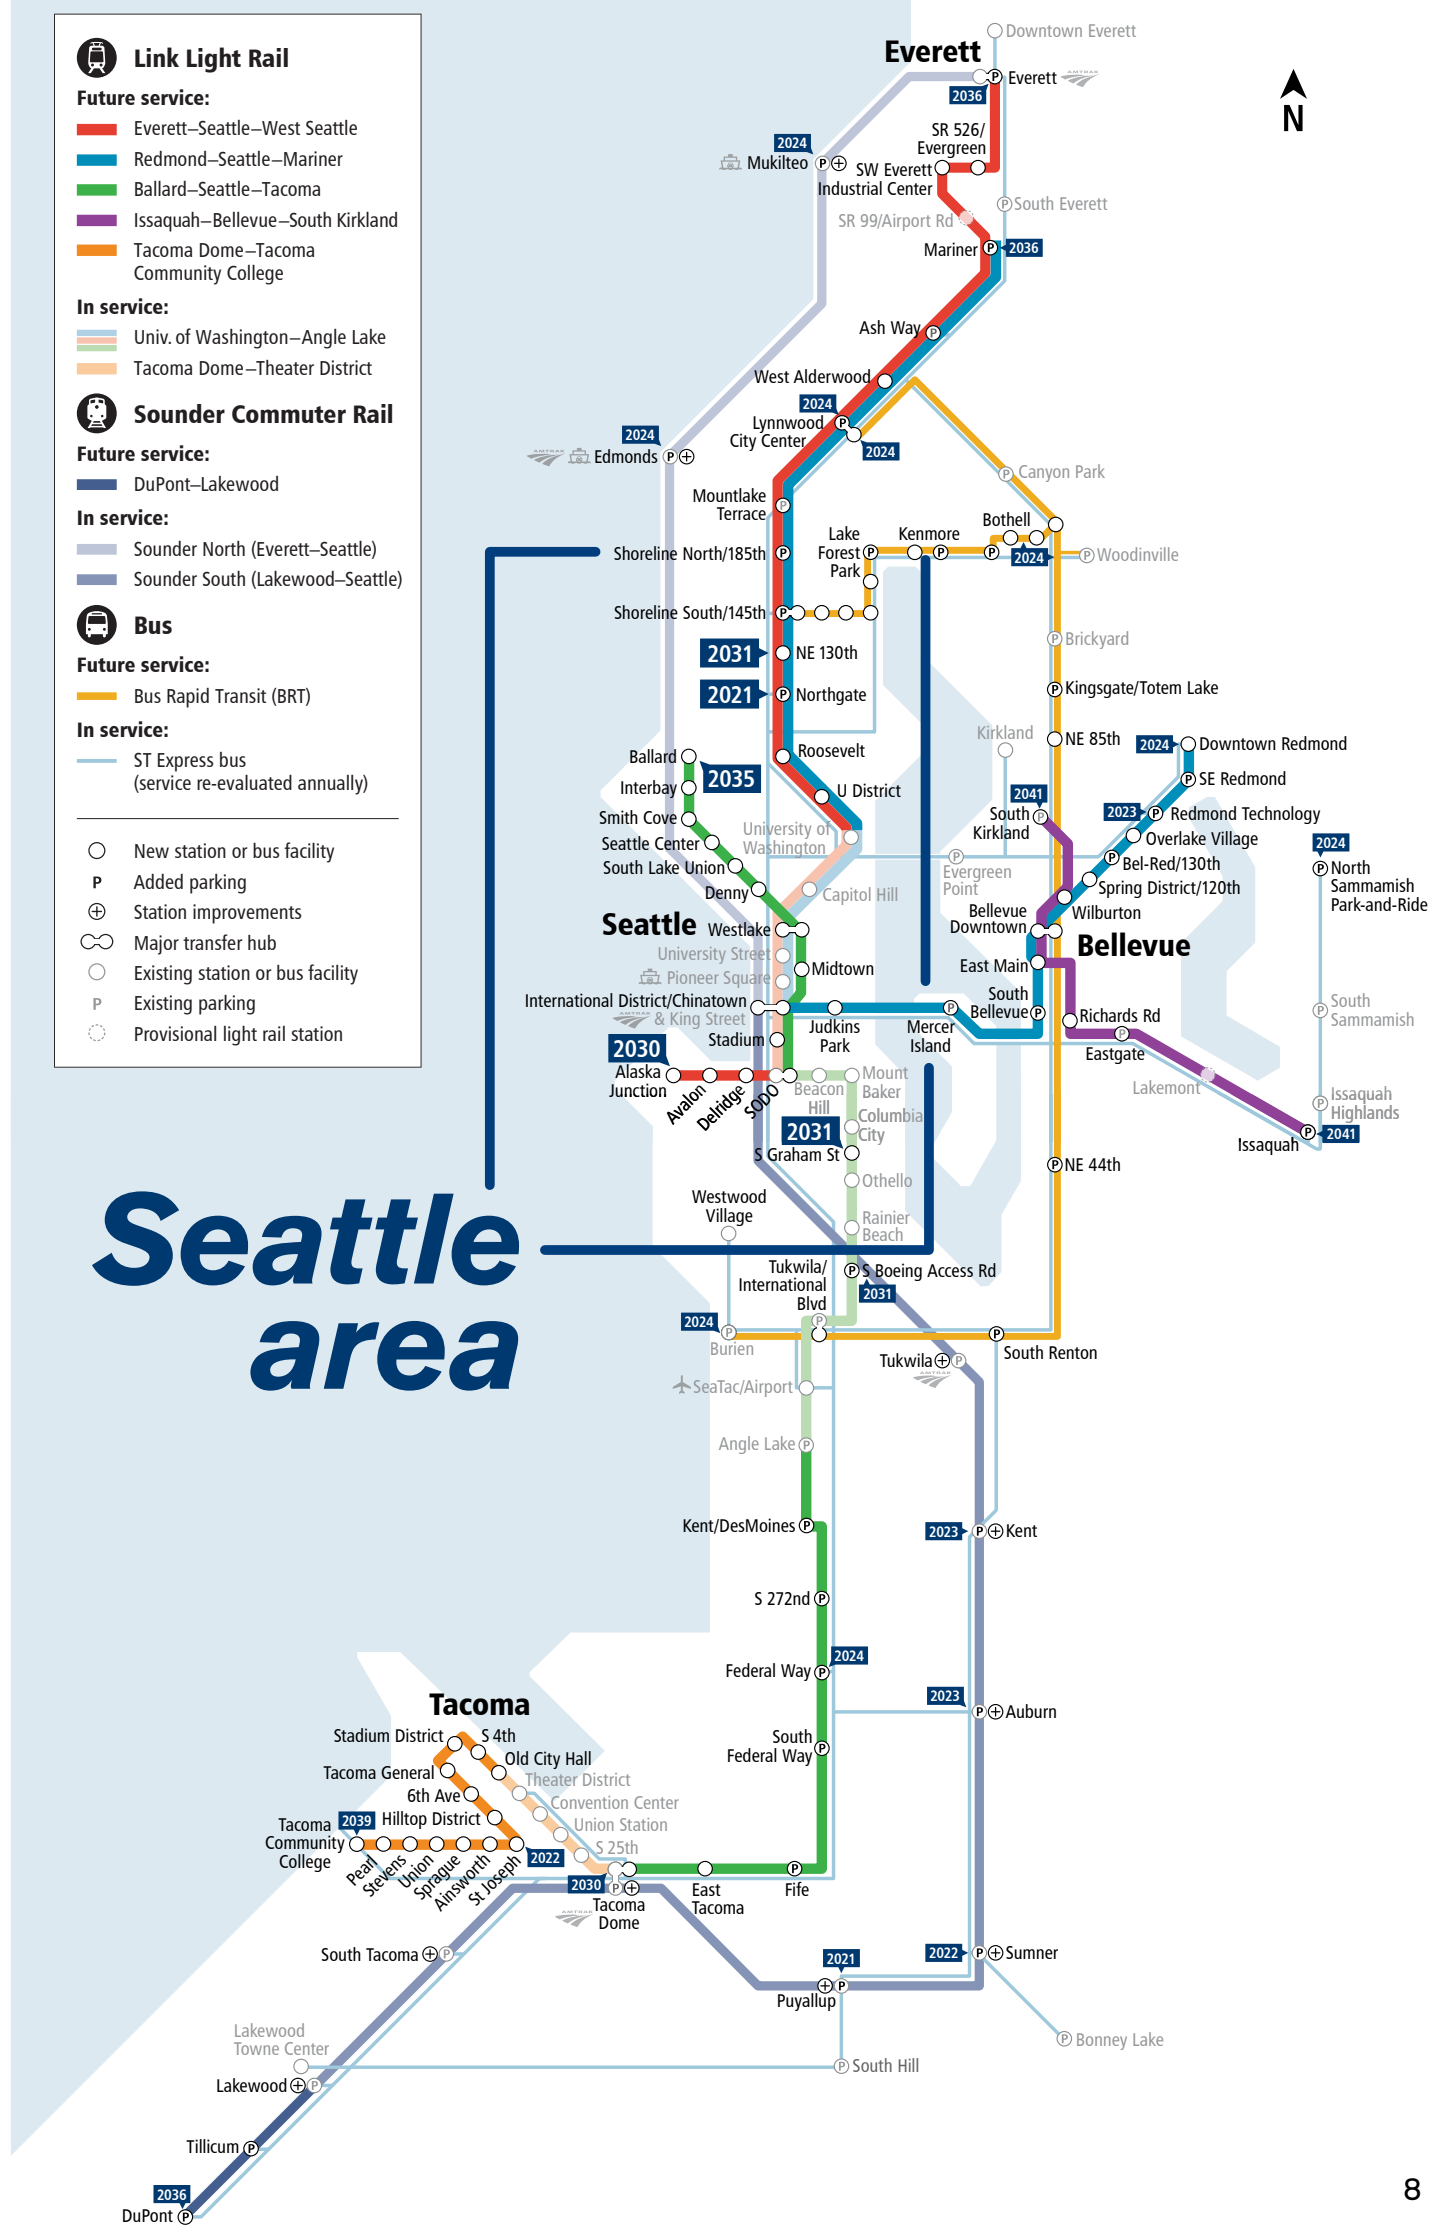 Link Light Rail
Future service:
Everett–Seattle–West Seattle
Redmond–Seattle–Mariner
Ballard–Seattle–Tacoma
Issaquah–Bellevue–South Kirkland
Tacoma Dome–Tacoma
Community College
In service:
Univ. of Washington–Angle Lake
Tacoma Dome–Theater District
Sounder Commuter Rail
Future service:
DuPont–Lakewood
In service:
Sounder North (Everett–Seattle)
Sounder South (Lakewood–Seattle)
Bus
Future service:
Bus Rapid Transit (BRT)
In service:
ST Express bus
(service re-evaluated annually)
New station or bus facility
P
Added parking
Station improvements
Major transfer hub
Existing station or bus facility
P
Existing parking
Provisional light rail station
N
Downtown Everett
Everett
P
Everett
AMTRAK
2036
SR 526/
Evergreen
2024
Mukilteo
P
SW Everett
Industrial Center
P
South Everett
SR 99/Airport Rd
Mariner
P
2036
Ash Way
P
West Alderwood
2024
Lynnwood
City Center
P
2024
2024
AMTRAK
Edmonds
P
P
Canyon Park
Mountlake
Terrace
P
Shoreline North/185th
P
Lake
Forest
Park
P
Kenmore
P
Bothell
P
2024
P
Woodinville
Shoreline South/145th
P
2031
NE 130th
P
Brickyard
2021
P
Northgate
P
Kingsgate/Totem Lake
Roosevelt
Kirkland
NE 85th
2024
Downtown Redmond
Ballard
2035
Interbay
U District
P
SE Redmond
2041
South
Kirkland
P
2023
P
Redmond Technology
Smith Cove
University of
Washington
Overlake Village
2024
Seattle Center
P
Bel-Red/130th
South Lake Union
P
Evergreen
Point
Spring District/120th
P
North
Sammamish
Park-and-Ride
Denny
Capitol Hill
Wilburton
Seattle
Westlake
Bellevue
Downtown
Bellevue
University Street
Midtown
East Main
Pioneer Square
International District/Chinatown
AMTRAK
& King Street
Judkins
Park
P
Mercer
Island
South
Bellevue
P
Richards Rd
P
Eastgate
P
South
Sammamish
Stadium
2030
Alaska
Junction
Avalon
Delridge
SODO
Beacon
Hill
Mount
Baker
Lakemont
P
Issaquah
Highlands
Columbia
City
2031
S Graham St
P
2041
Issaquah
P
NE 44th
Othello
Westwood
Village
Rainier
Beach
Seattle
area
Tukwila/
International
Blvd
P
P
S Boeing Access Rd
2031
2024
P
Burien
P
South Renton
Tukwila
P
AMTRAK
SeaTac/Airport
Angle Lake
P
Kent/DesMoines
P
2023
P
Kent
S 272nd
P
2024
Federal Way
P
2023
P
Auburn
South
Federal Way
P
Tacoma
Stadium District
S 4th
Old City Hall
Tacoma General
Theater District
6th Ave
Convention Center
Hilltop District
Union Station
2039
Tacoma
Community
College
S 25th
Pearl
Stevens
Union
Sprague
Ainsworth
St Joseph
2022
2030
P
Tacoma
Dome
AMTRAK
East
Tacoma
P
Fife
South Tacoma
P
2021
Puyallup
P
2022
P
Sumner
Lakewood
Towne Center
P
South Hill
P
Bonney Lake
Lakewood
P
Tillicum
P
2036
DuPont
P
8